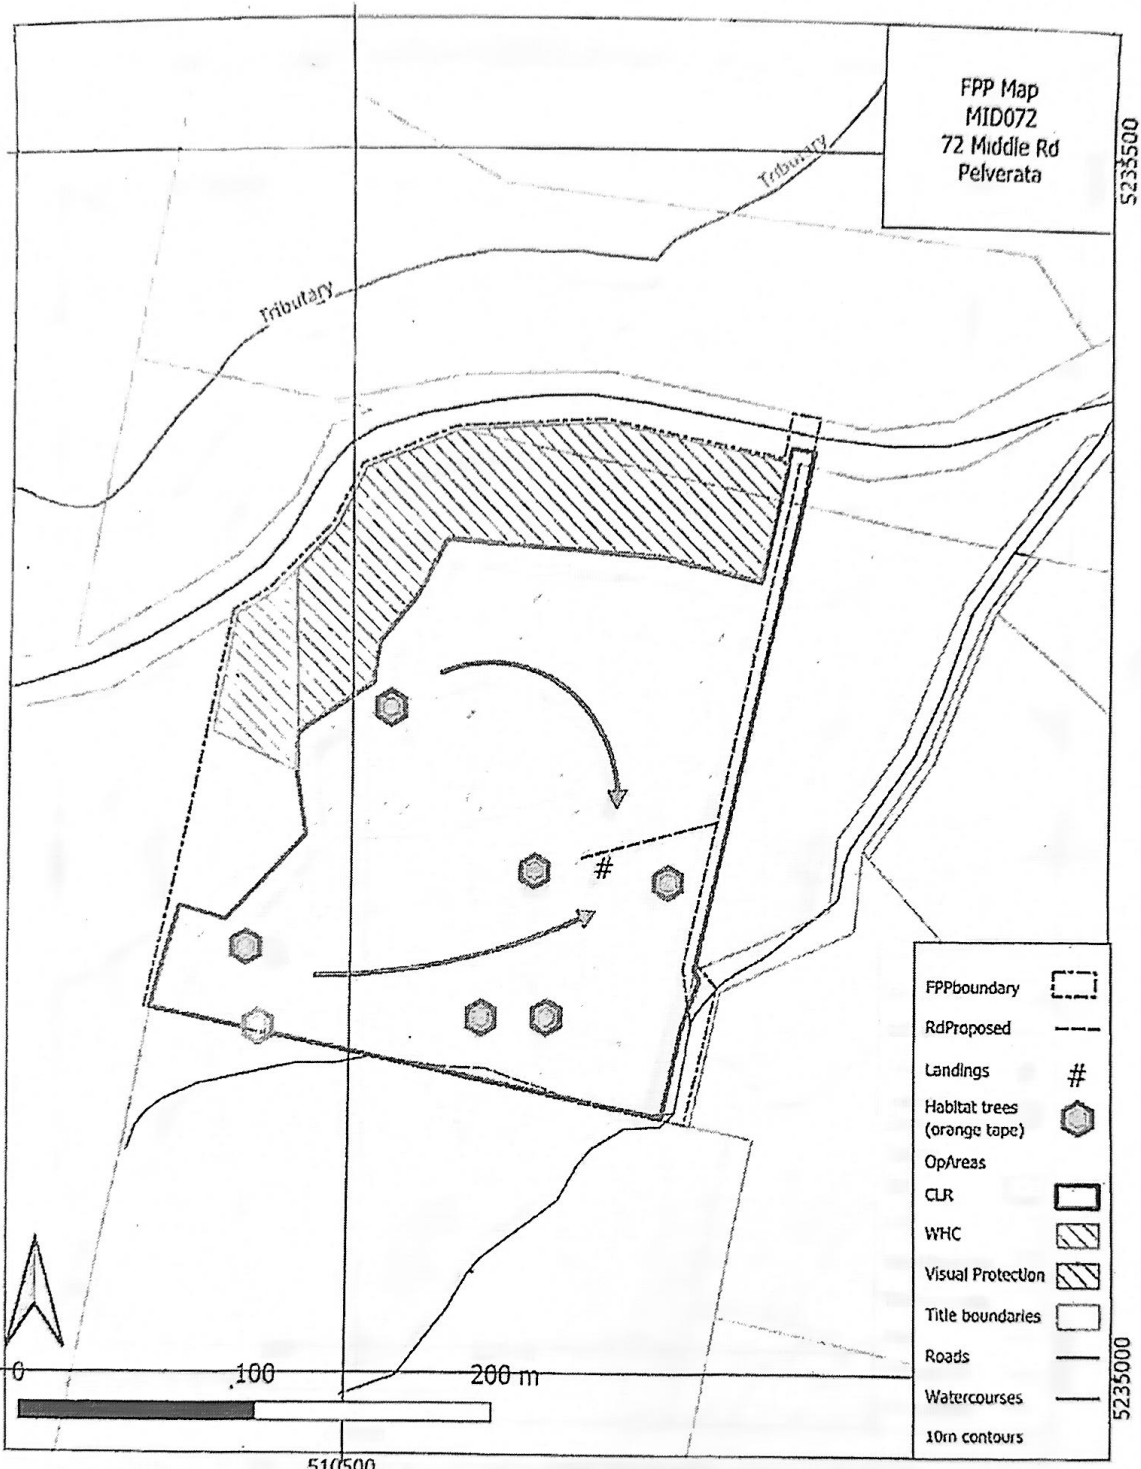 FPP Map
MID072
72 Middle Rd
Pelverata
5235500
Tributary
Tributary
#
FPPboundary
RdProposed
Landings #
Habitat trees
(orange tape)
OpAreas
CLR
WHC
Visual Protection
Title boundaries
Roads
Watercourses
10m contours
0 100 200 m
5235000
510500